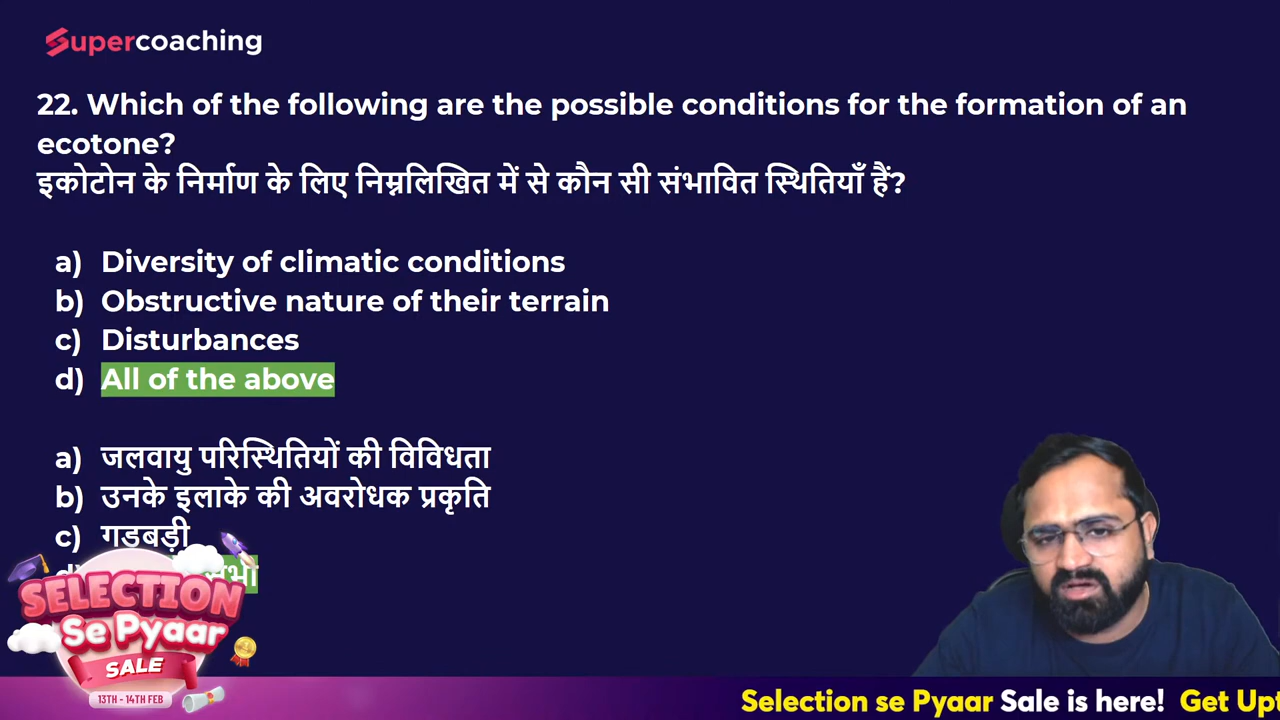 Supercoaching
22. Which of the following are the possible conditions for the formation of an
ecotone?
इकोटोन के निर्माण के लिए निम्नलिखित में से कौन सी संभावित स्थितियाँ हैं?
a) Diversity of climatic conditions
b) Obstructive nature of their terrain
c) Disturbances
d) All of the above
a) जलवायु परिस्थितियों की विविधता
b) उनके इलाके की अवरोधक प्रकृति
c) गड़बड़ी
SELECTION
Se Pyaar
SALE
13TH - 14TH FEB
Selection se Pyaar Sale is here! Get